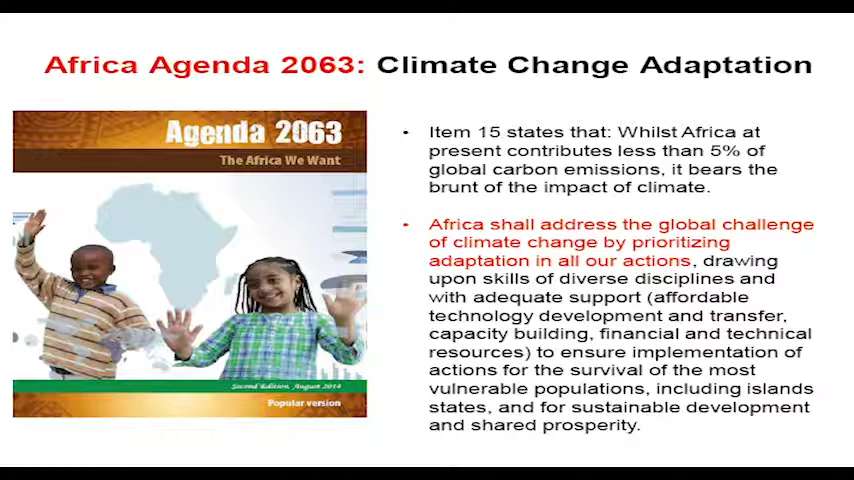 Africa Agenda 2063: Climate Change Adaptation
Agenda 2063
The Africa We Want
Second Edition, August 2014
Popular version
• Item 15 states that: Whilst Africa at
present contributes less than 5% of
global carbon emissions, it bears the
brunt of the impact of climate.
• Africa shall address the global challenge
of climate change by prioritizing
adaptation in all our actions, drawing
upon skills of diverse disciplines and
with adequate support (affordable
technology development and transfer,
capacity building, financial and technical
resources) to ensure implementation of
actions for the survival of the most
vulnerable populations, including islands
states, and for sustainable development
and shared prosperity.